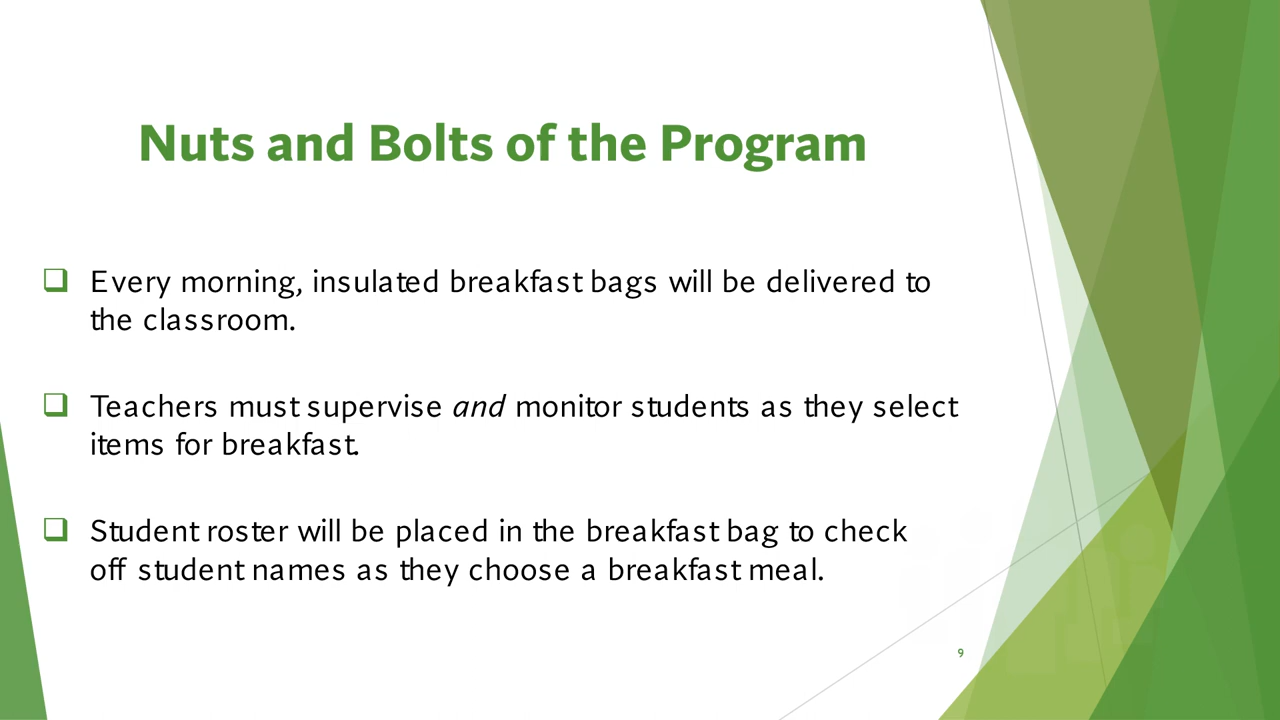 Nuts and Bolts of the Program
Every morning, insulated breakfast bags will be delivered to
the classroom.
Teachers must supervise and monitor students as they select
items for breakfast.
Student roster will be placed in the breakfast bag to check
off student names as they choose a breakfast meal.
9